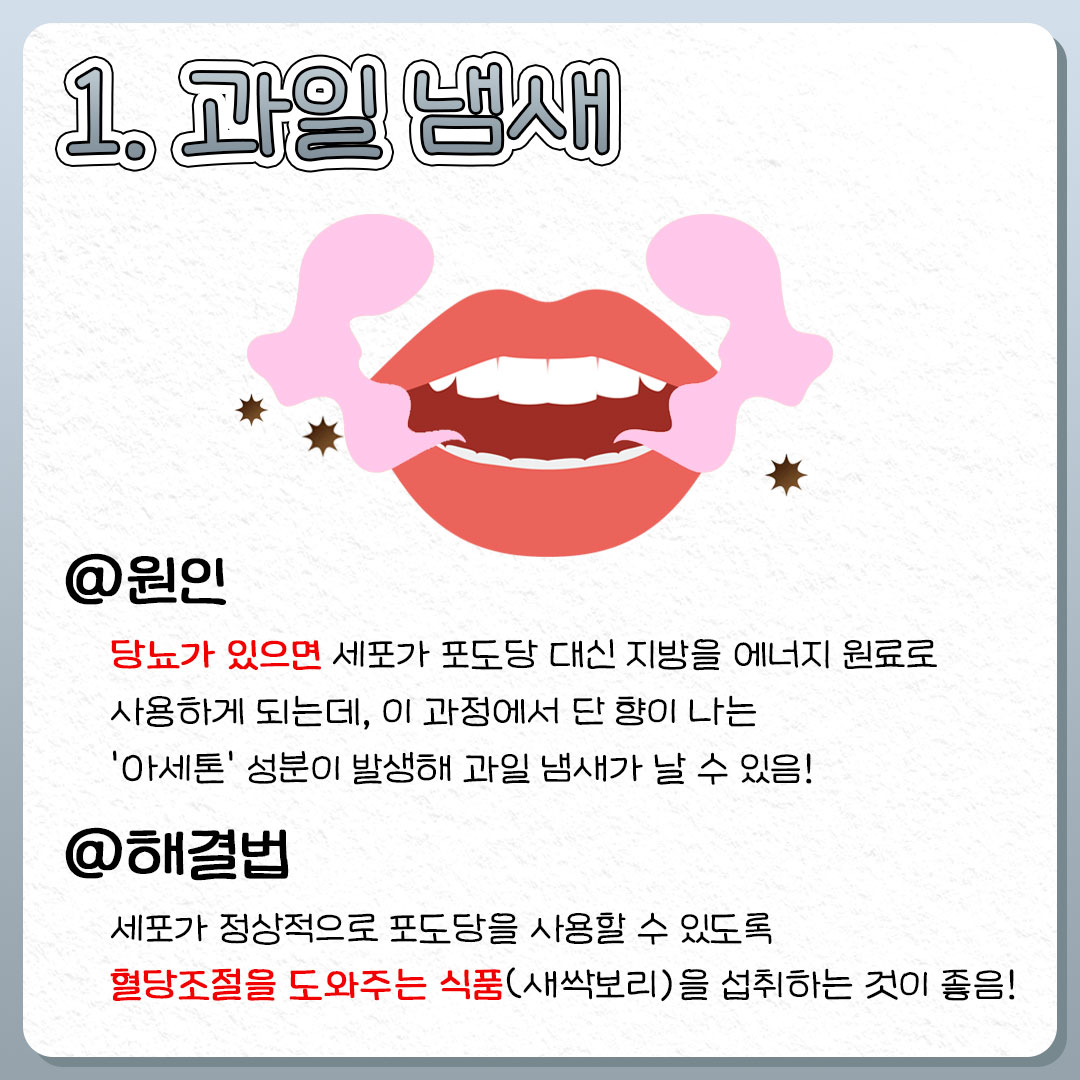 1. 과일 냄새
@원인
당뇨가 있으면 세포가 포도당 대신 지방을 에너지 원료로
사용하게 되는데, 이 과정에서 단 향이 나는
'아세톤' 성분이 발생해 과일 냄새가 날 수 있음!
@해결법
세포가 정상적으로 포도당을 사용할 수 있도록
혈당조절을 도와주는 식품(새싹보리)을 섭취하는 것이 좋음!